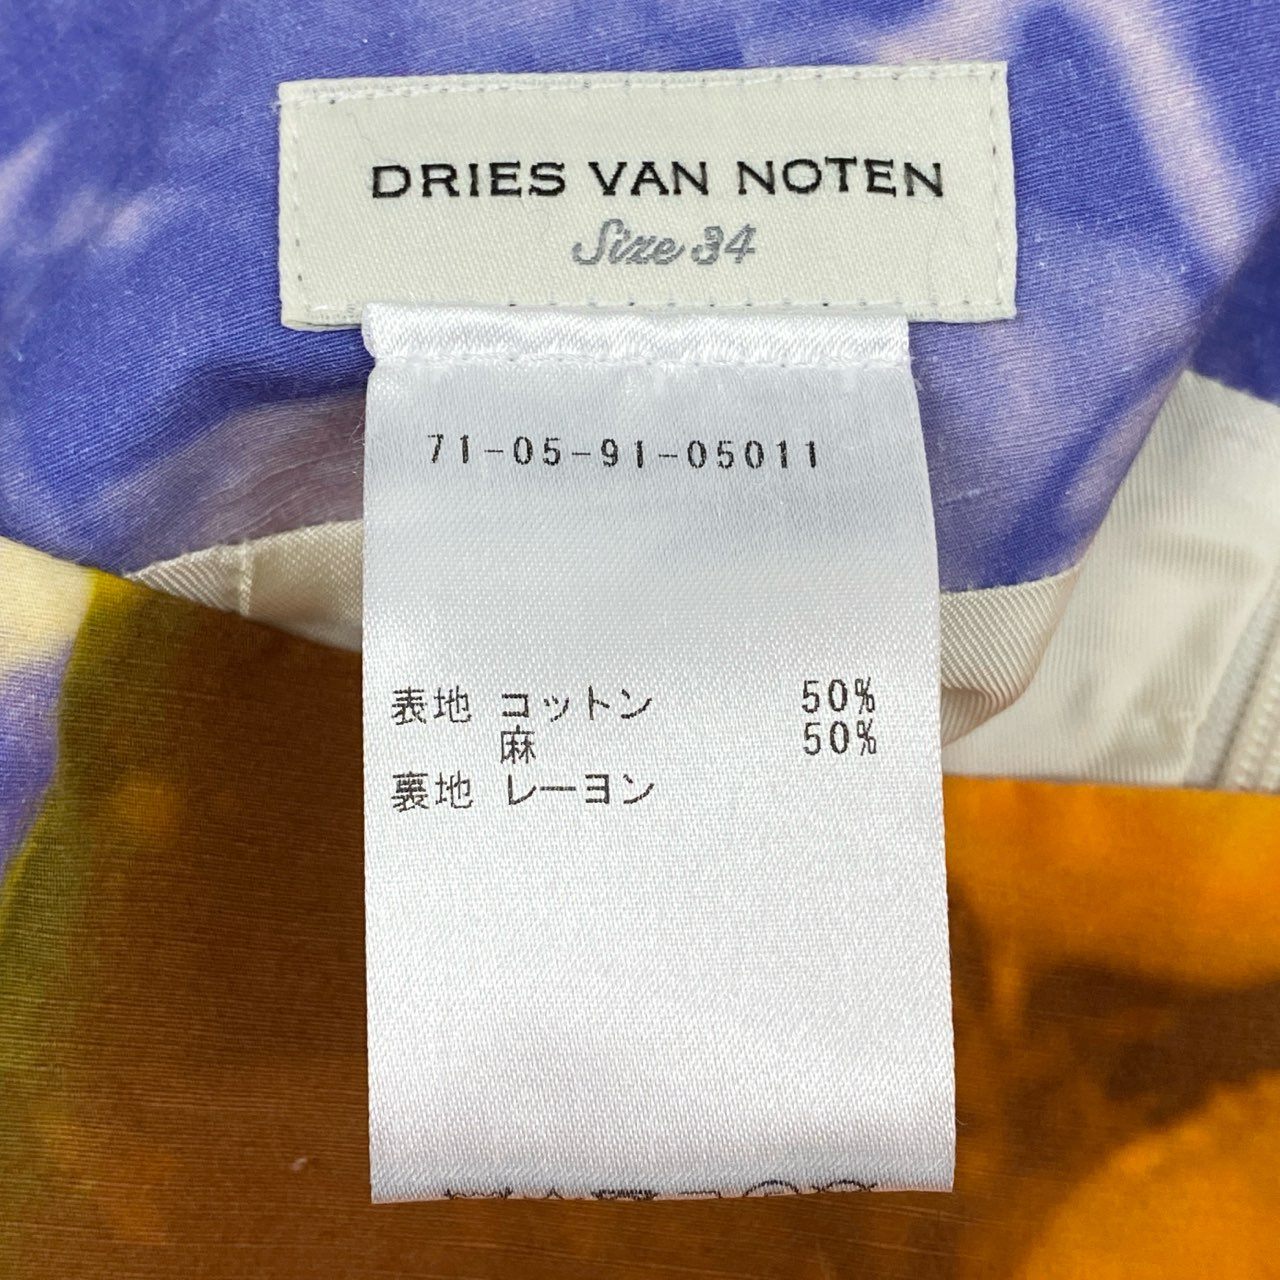 DRIES VAN NOTEN
Size 34
71-05-91-05011
表地 コットン 50%
麻 50%
裏地 レーヨン